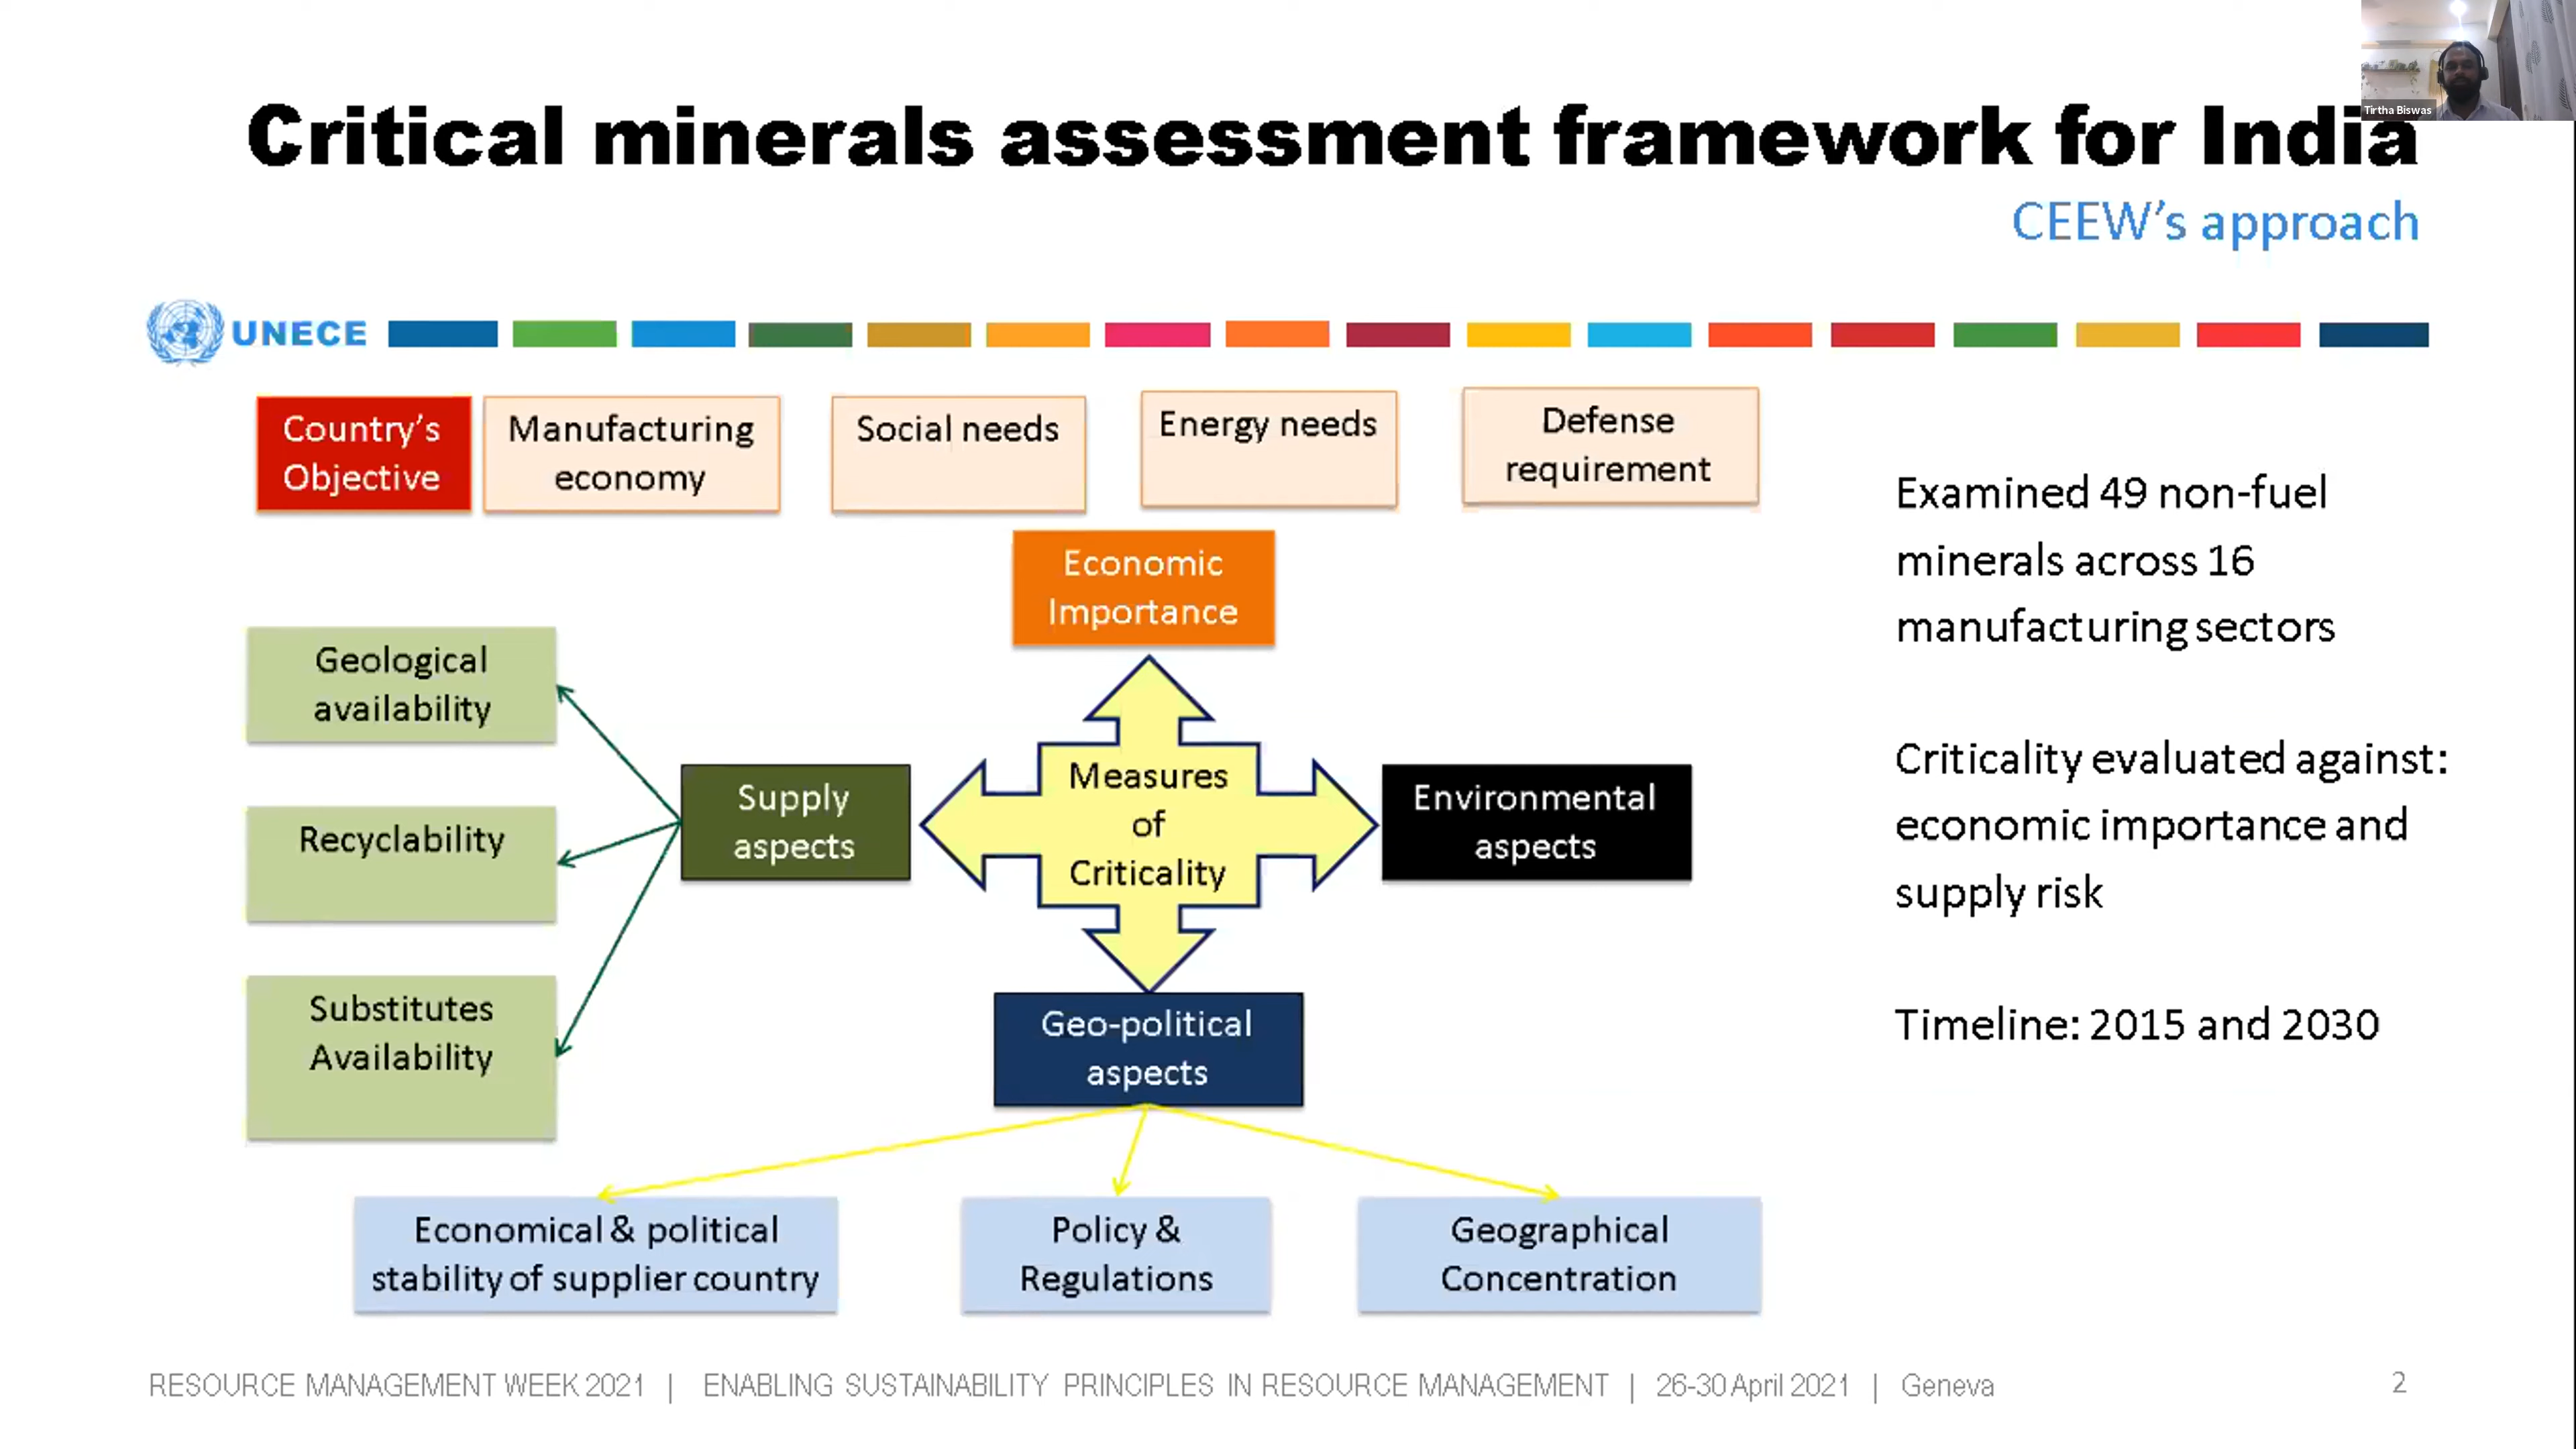 Tirtha Biswas
Critical minerals assessment framework for India
CEEW's approach
UNECE
Country's
Objective
Manufacturing
economy
Social needs
Energy needs
Defense
requirement
Economic
Importance
Geological
availability
Recyclability
Substitutes
Availability
Supply
aspects
Measures
of
Criticality
Environmental
aspects
Geo-political
aspects
Economical & political
stability of supplier country
Policy &
Regulations
Geographical
Concentration
Examined 49 non-fuel
minerals across 16
manufacturing sectors
Criticality evaluated against:
economic importance and
supply risk
Timeline: 2015 and 2030
RESOURCE MANAGEMENT WEEK 2021 | ENABLING SUSTAINABILITY PRINCIPLES IN RESOURCE MANAGEMENT | 26-30 April 2021 | Geneva
2